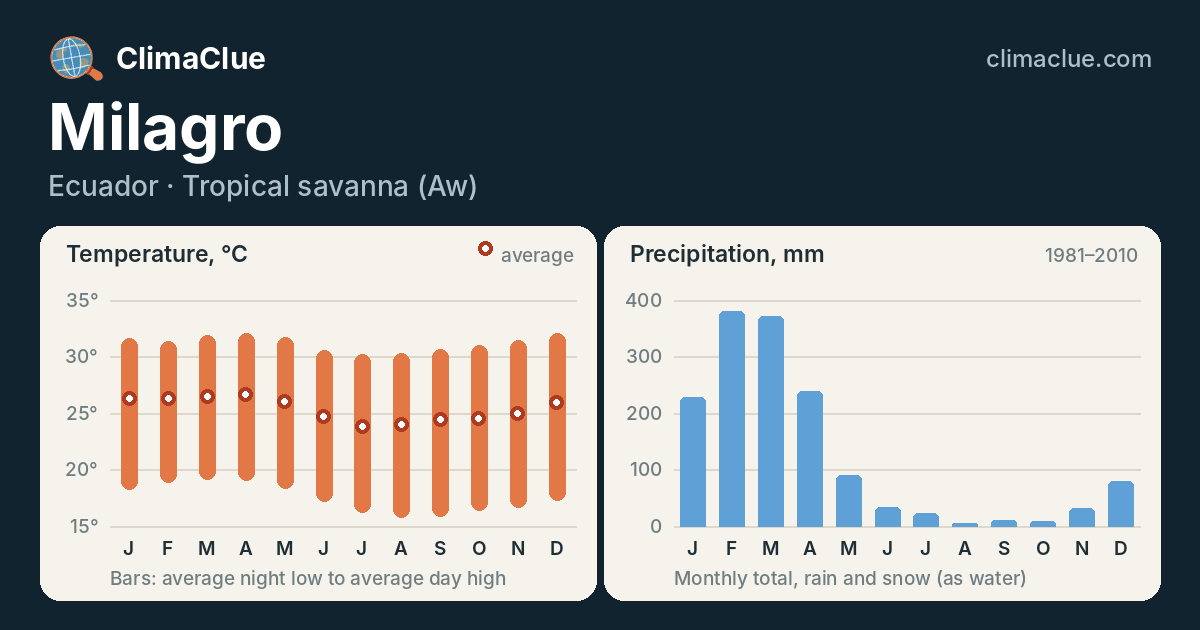 ClimaClue
climaclue.com
Milagro
Ecuador · Tropical savanna (Aw)
Temperature, °C
average
35°
30°
25°
20°
15°
J F M A M J J A S O N D
Bars: average night low to average day high
Precipitation, mm
1981–2010
400
300
200
100
0
J F M A M J J A S O N D
Monthly total, rain and snow (as water)